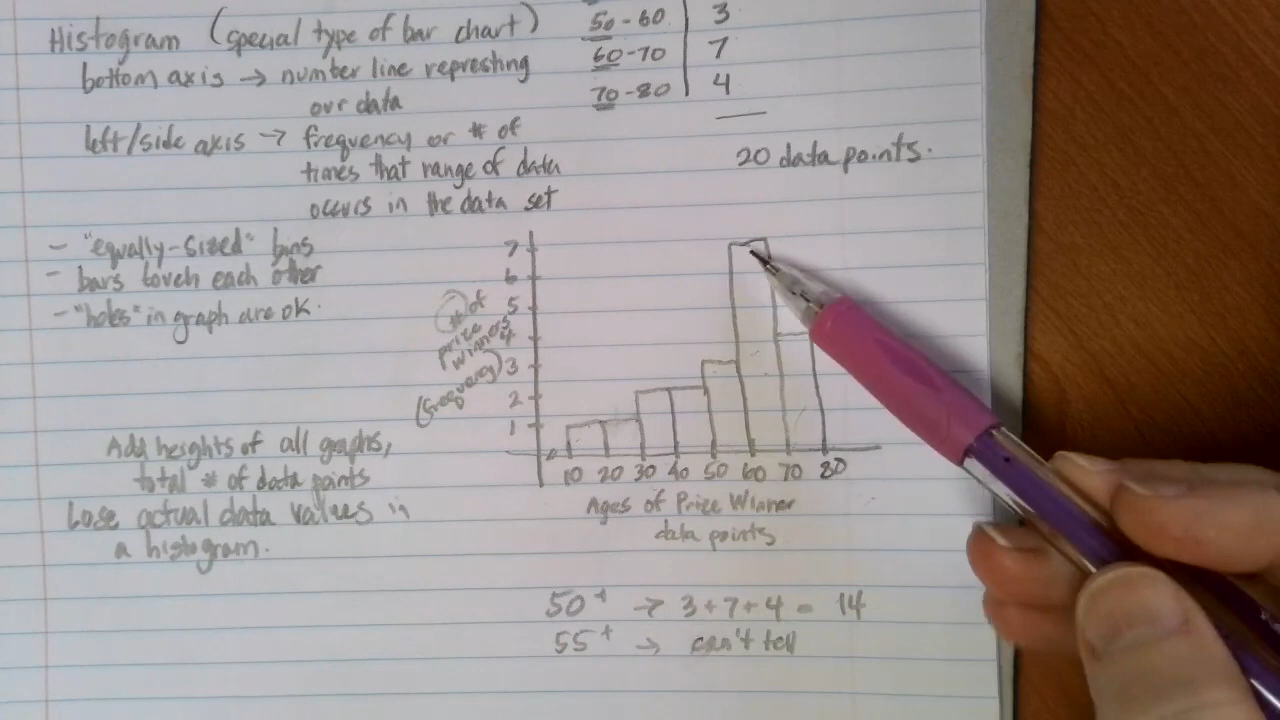 Histogram (special type of bar chart)
bottom axis → number line represting
our data
left/side axis → frequency or # of
times that range of data
occurs in the data set
50-60 3
60-70 7
70-80 4
20 data points.
- "equally-sized" bins
- bars touch each other
- "holes" in graph are ok.
Add heights of all graphs,
total # of data points
Lose actual data values in
a histogram.
# of
prize
winners
(frequency)
7
6
5
4
3
2
1
10 20 30 40 50 60 70 80
Ages of Prize Winner
data points
50+ → 3+7+4 = 14
55+ → can't tell